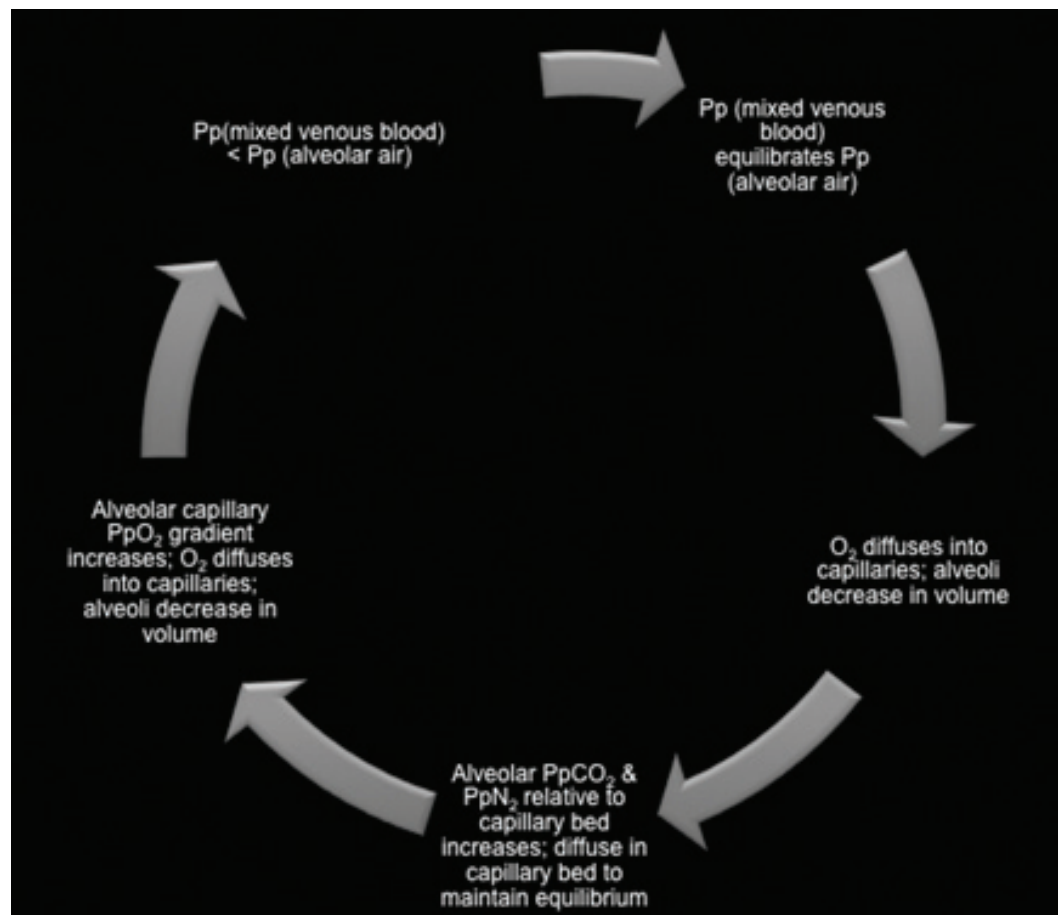 Pp(mixed venous blood)
< Pp (alveolar air)
Pp (mixed venous
blood)
equilibrates Pp
(alveolar air)
O₂ diffuses into
capillaries; alveoli
decrease in volume
Alveolar PpCO₂ &
PpN₂ relative to
capillary bed
increases; diffuse in
capillary bed to
maintain equilibrium
Alveolar capillary
PpO₂ gradient
increases; O₂ diffuses
into capillaries;
alveoli decrease in
volume